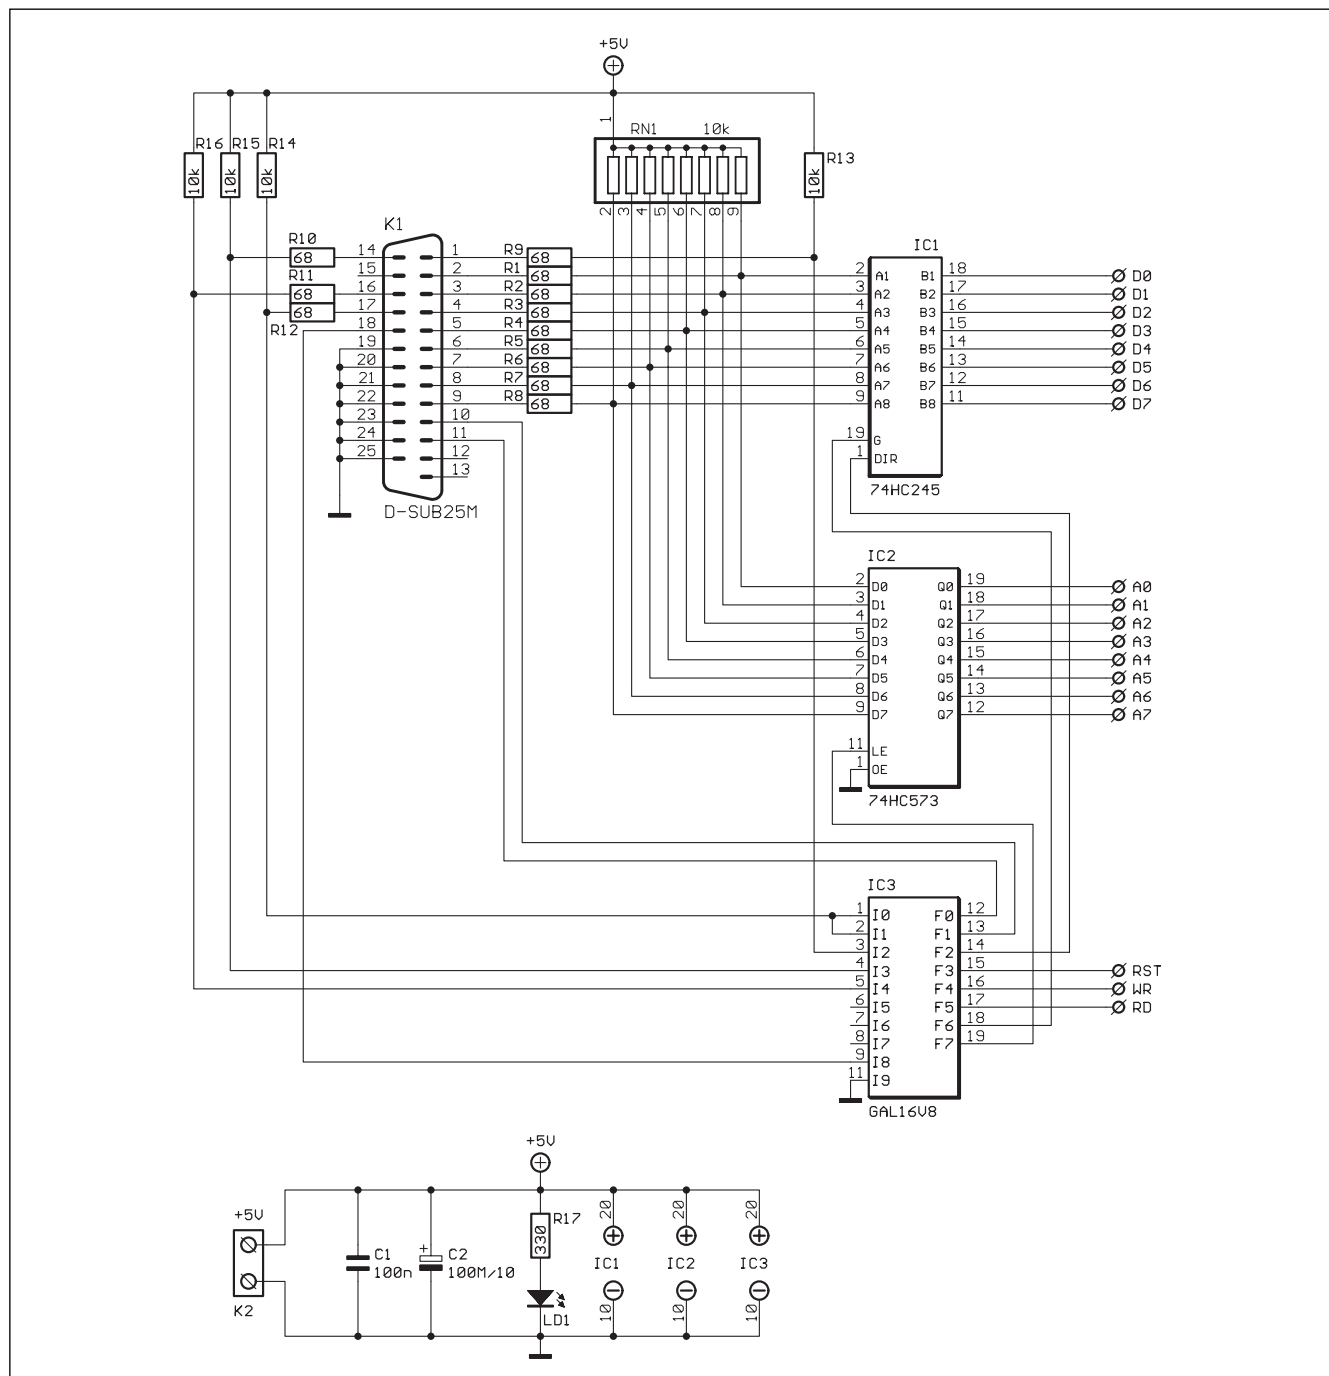 +5V
1
RN1 10k
R16 R15 R14
10k 10k 10k
R13
10k
2 3 4 5 6 7 8 9
K1
R10 68 14 1 R9 68
15 2 R1 68
R11 68 16 3 R2 68
R12 68 17 4 R3 68
18 5 R4 68
19 6 R5 68
20 7 R6 68
21 8 R7 68
22 9 R8 68
23 10
24 11
25 12
13
D-SUB25M
IC1
2 A1 B1 18 D0
3 A2 B2 17 D1
4 A3 B3 16 D2
5 A4 B4 15 D3
6 A5 B5 14 D4
7 A6 B6 13 D5
8 A7 B7 12 D6
9 A8 B8 11 D7
19 G
1 DIR
74HC245
IC2
2 D0 Q0 19 A0
3 D1 Q1 18 A1
4 D2 Q2 17 A2
5 D3 Q3 16 A3
6 D4 Q4 15 A4
7 D5 Q5 14 A5
8 D6 Q6 13 A6
9 D7 Q7 12 A7
11 LE
1 OE
74HC573
IC3
1 I0 F0 12
2 I1 F1 13
3 I2 F2 14
4 I3 F3 15 RST
5 I4 F4 16 WR
6 I5 F5 17 RD
7 I6 F6 18
8 I7 F7 19
9 I8
11 I9
GAL16V8
+5V
+5V
K2
C1
100n
+ C2
100M/10
R17
330
LD1
20 20 20
IC1 IC2 IC3
10 10 10